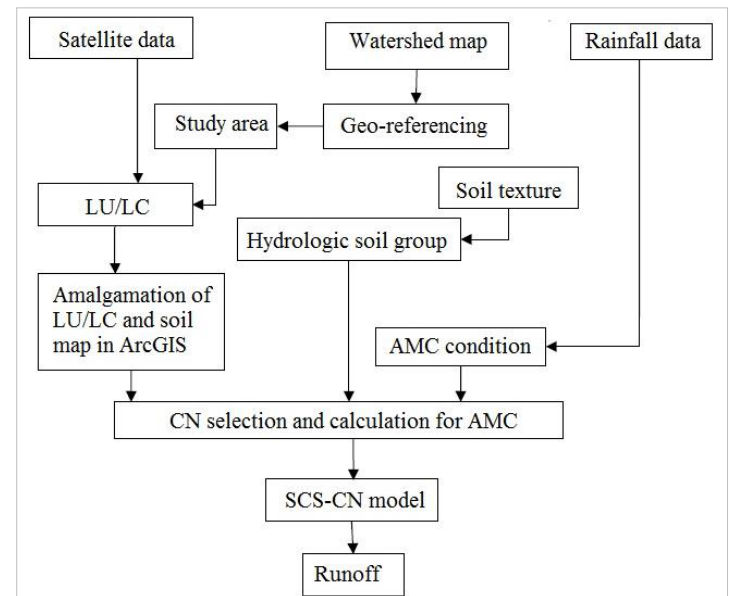 Satellite data
Watershed map
Rainfall data
Study area
Geo-referencing
Soil texture
LU/LC
Hydrologic soil group
Amalgamation of
LU/LC and soil
map in ArcGIS
AMC condition
CN selection and calculation for AMC
SCS-CN model
Runoff